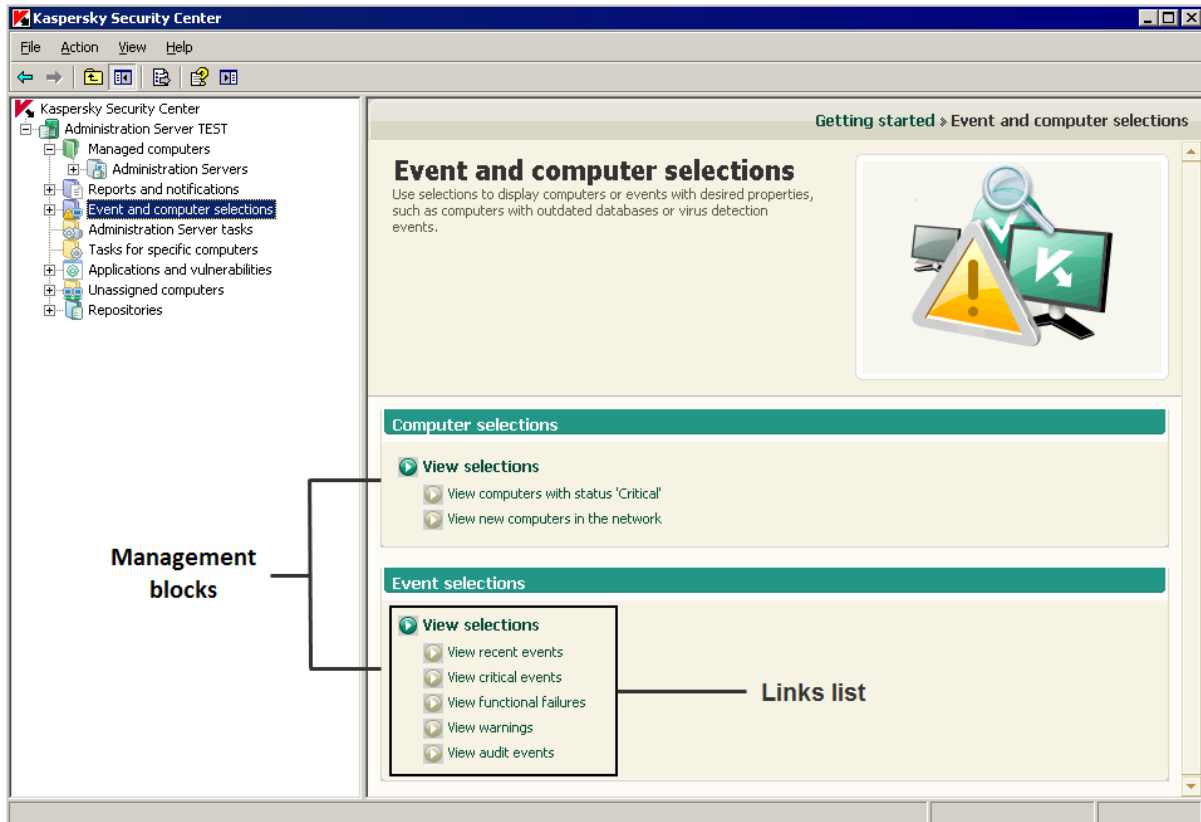 Kaspersky Security Center
File Action View Help
Kaspersky Security Center
Administration Server TEST
Managed computers
Administration Servers
Reports and notifications
Event and computer selections
Administration Server tasks
Tasks for specific computers
Applications and vulnerabilities
Unassigned computers
Repositories
Getting started » Event and computer selections
Event and computer selections
Use selections to display computers or events with desired properties,
such as computers with outdated databases or virus detection
events.
Computer selections
View selections
View computers with status 'Critical'
View new computers in the network
Management
blocks
Event selections
View selections
View recent events
View critical events
View functional failures
View warnings
View audit events
Links list